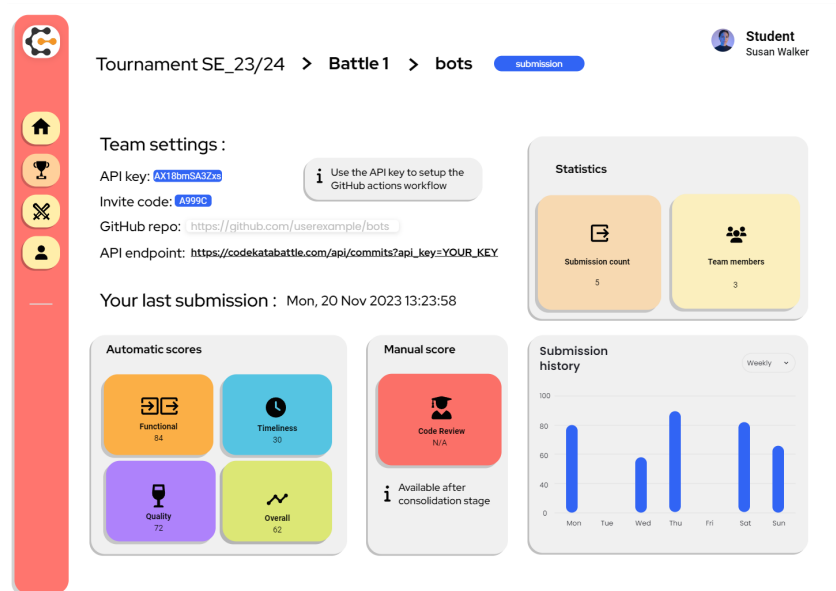 Student
Susan Walker
Tournament SE_23/24 > Battle 1 > bots submission
Team settings :
API key: AX18bmSA3Zxs
Use the API key to setup the
GitHub actions workflow
Invite code: A999C
GitHub repo: https://github.com/userexample/bots
API endpoint: https://codekatabattle.com/api/commits?api_key=YOUR_KEY
Statistics
Submission count
5
Team members
3
Your last submission : Mon, 20 Nov 2023 13:23:58
Automatic scores
Functional
84
Timeliness
30
Quality
72
Overall
62
Manual score
Code Review
N/A
Available after
consolidation stage
Submission
history
Weekly
100
80
60
40
0
Mon Tue Wed Thu Fri Sat Sun